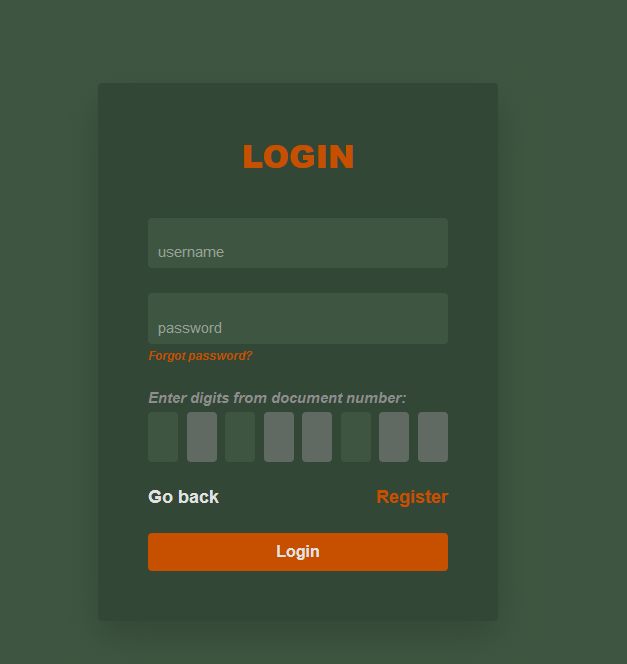 LOGIN
username
password
Forgot password?
Enter digits from document number:
Go back Register
Login